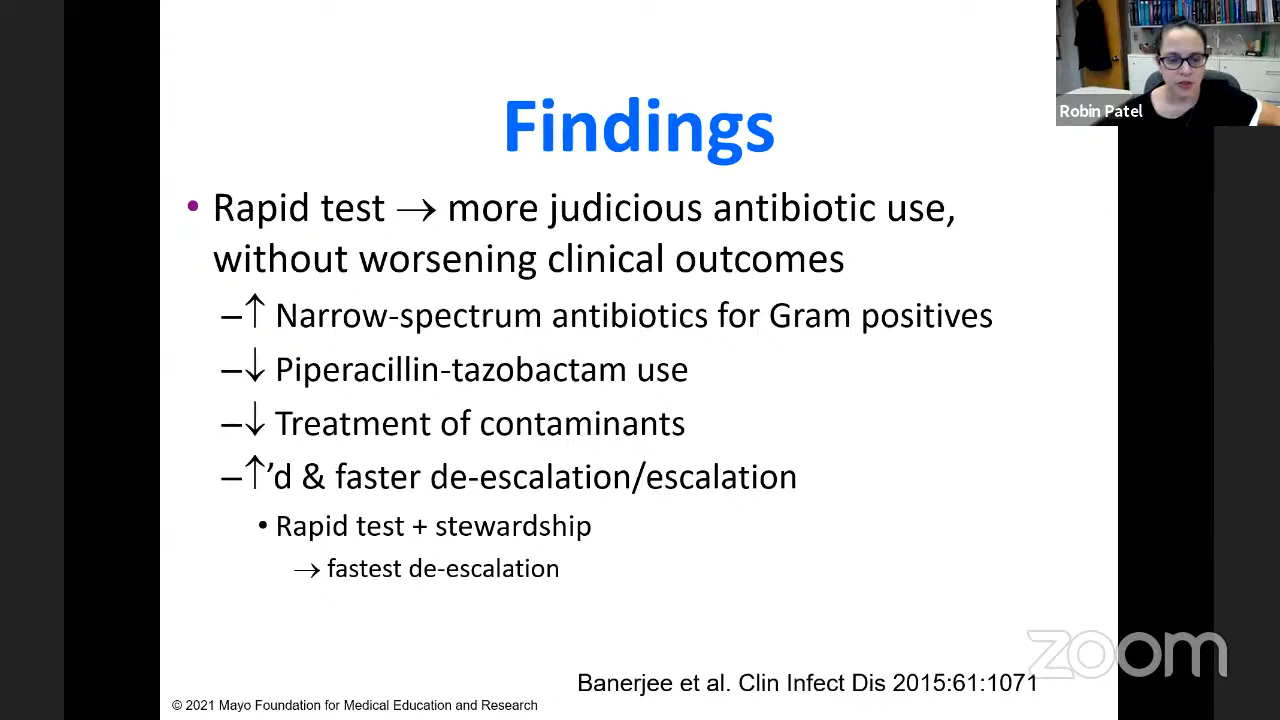 Robin Patel
Findings
• Rapid test → more judicious antibiotic use,
without worsening clinical outcomes
–↑ Narrow-spectrum antibiotics for Gram positives
–↓ Piperacillin-tazobactam use
–↓ Treatment of contaminants
–↑’d & faster de-escalation/escalation
• Rapid test + stewardship
→ fastest de-escalation
zoom
Banerjee et al. Clin Infect Dis 2015:61:1071
© 2021 Mayo Foundation for Medical Education and Research